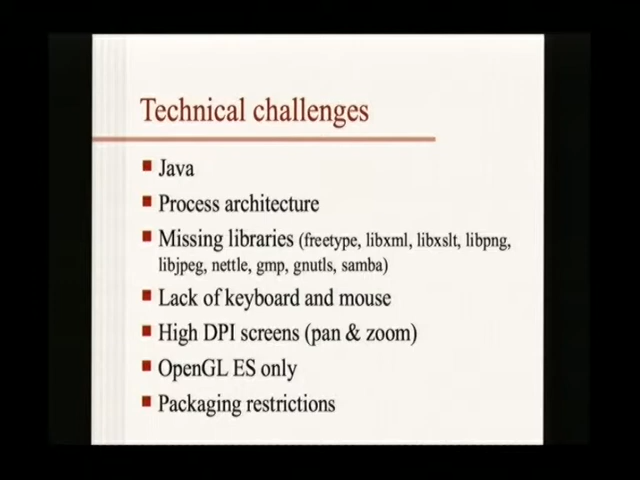 Technical challenges
Java
Process architecture
Missing libraries (freetype, libxml, libxslt, libpng,
libjpeg, nettle, gmp, gnutls, samba)
Lack of keyboard and mouse
High DPI screens (pan & zoom)
OpenGL ES only
Packaging restrictions